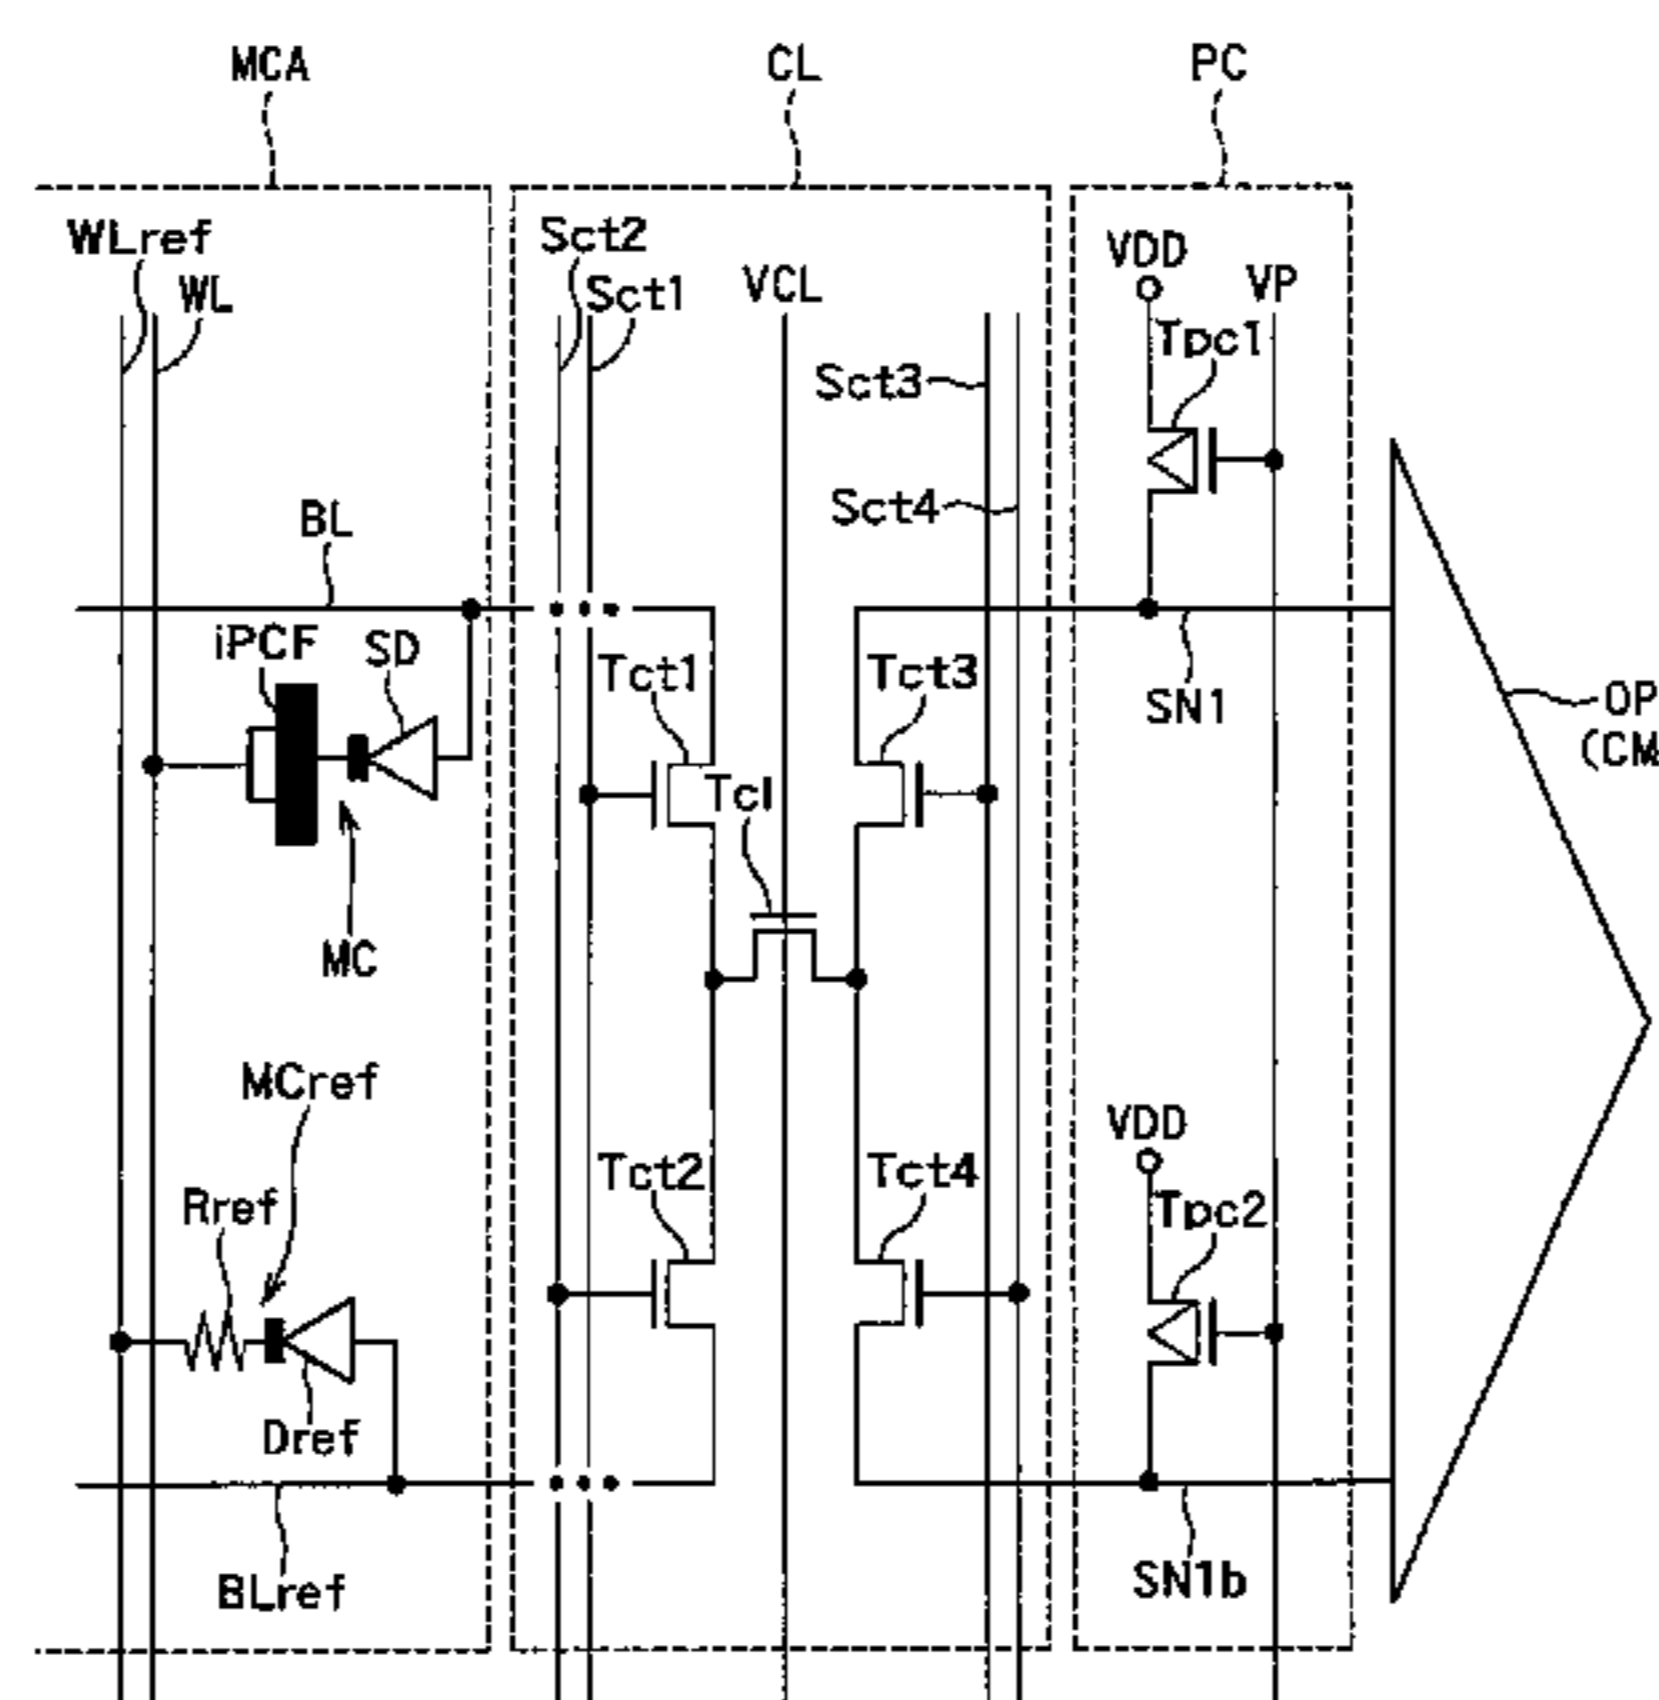 MCA
CL
PC
WLref
WL
Sct2
Sct1
VCL
VDD
VP
Tpc1
Sct3
Sct4
BL
iPCF
SD
Tct1
Tct3
SN1
OP
(CM
Tcl
MC
MCref
VDD
Rref
Tct2
Tct4
Tpc2
Dref
BLref
SN1b